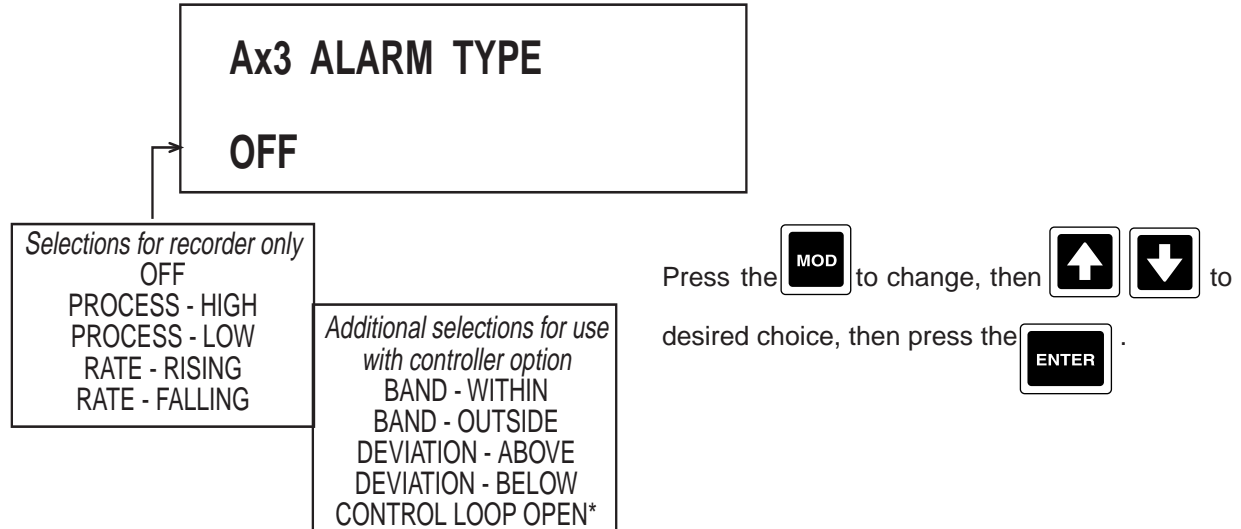 Ax3 ALARM TYPE
OFF
Selections for recorder only
OFF
PROCESS - HIGH
PROCESS - LOW
RATE - RISING
RATE - FALLING
Additional selections for use
with controller option
BAND - WITHIN
BAND - OUTSIDE
DEVIATION - ABOVE
DEVIATION - BELOW
CONTROL LOOP OPEN*
Press the MOD to change, then to
desired choice, then press the ENTER .